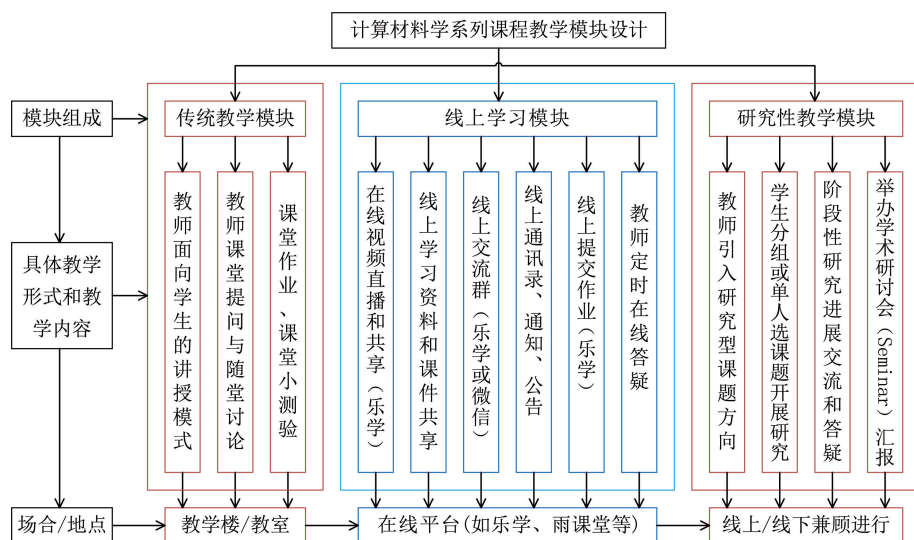 计算材料学系列课程教学模块设计
模块组成
传统教学模块
线上学习模块
研究性教学模块
具体教学
形式和教
学内容
教师面向学生的讲授模式
教师课堂提问与随堂讨论
课堂作业、课堂小测验
在线视频直播和共享（乐学）
线上学习资料和课件共享
线上交流群（乐学或微信）
线上通讯录、通知、公告
线上提交作业（乐学）
教师定时在线答疑
教师引入研究型课题方向
学生分组或单人选课题开展研究
阶段性研究进展交流和答疑
举办学术研讨会（Seminar）汇报
场合/地点
教学楼/教室
在线平台(如乐学、雨课堂等)
线上/线下兼顾进行